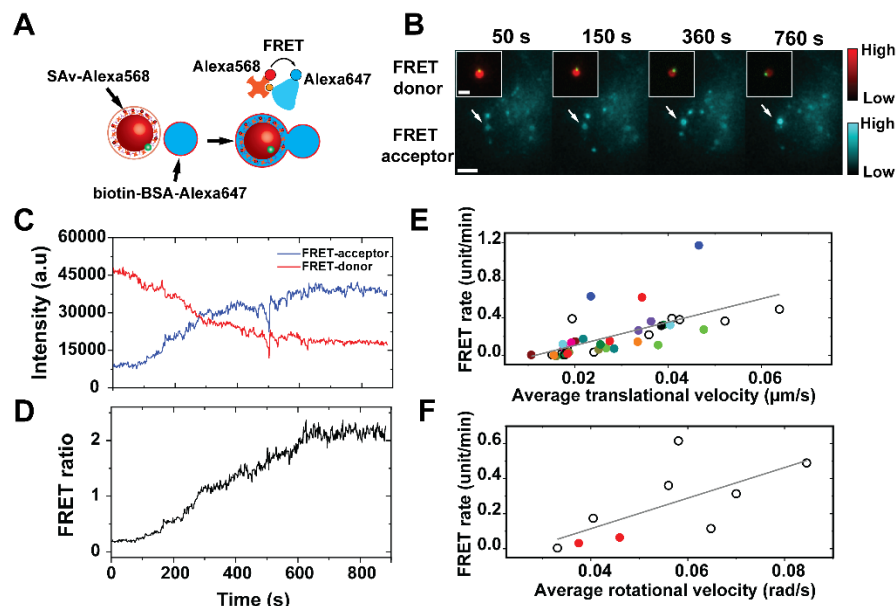 A
FRET
Alexa568
Alexa647
SAv-Alexa568
biotin-BSA-Alexa647
B
50 s 150 s 360 s 760 s
FRET
donor
FRET
acceptor
High
Low
High
Low
C
60000
45000
30000
15000
0
Intensity (a.u)
FRET-acceptor
FRET-donor
D
2
1
0
FRET ratio
0 200 400 600 800
Time (s)
E
1.2
0.8
0.4
0.0
FRET rate (unit/min)
0.02 0.04 0.06
Average translational velocity (μm/s)
F
0.6
0.4
0.2
0.0
FRET rate (unit/min)
0.04 0.06 0.08
Average rotational velocity (rad/s)